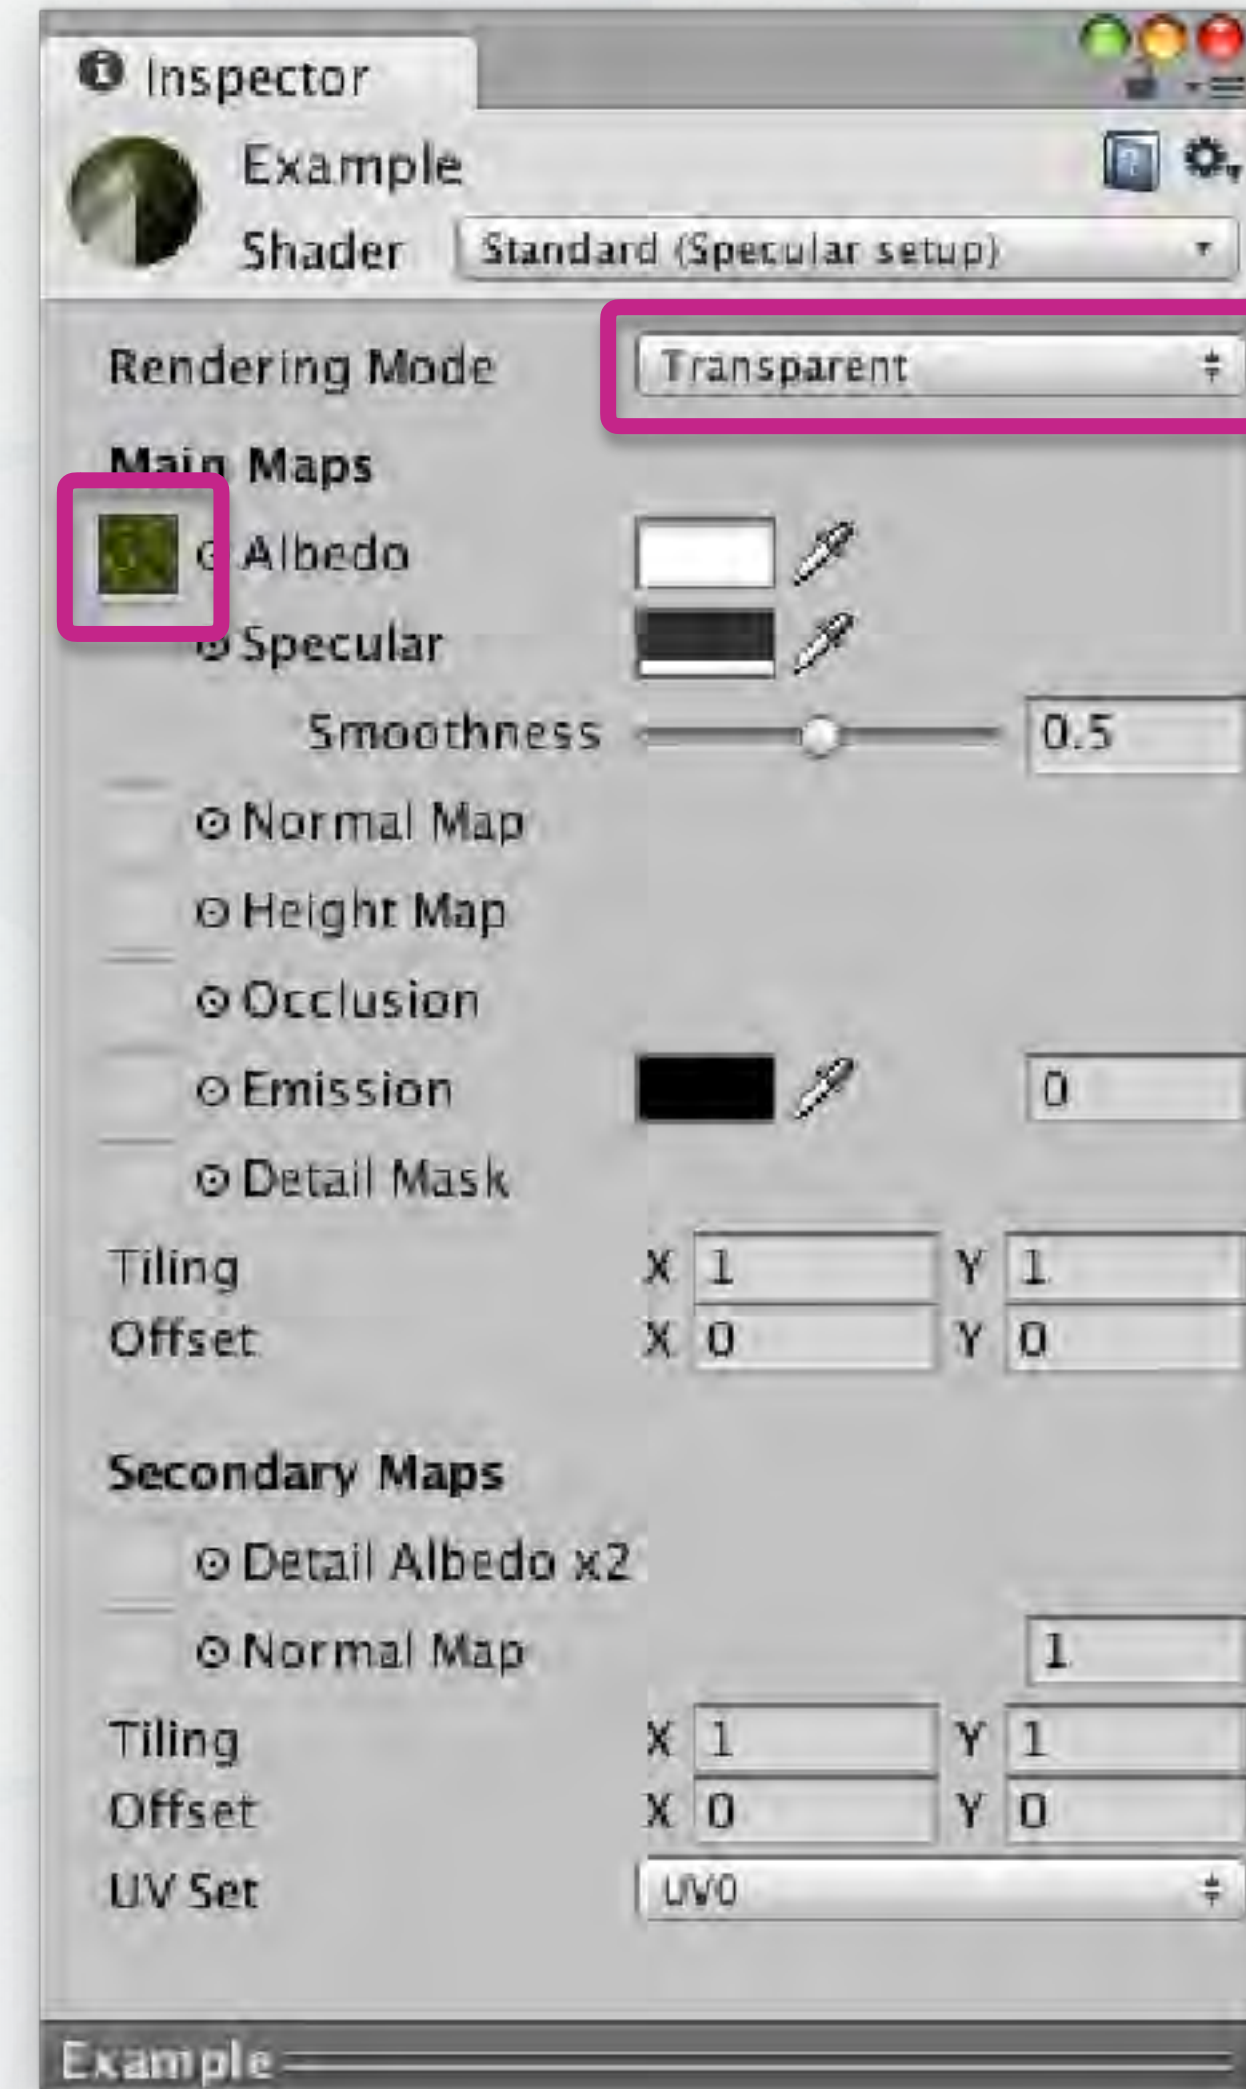 Inspector
Example
Shader Standard (Specular setup)
Rendering Mode Transparent
Main Maps
Albedo
Specular
Smoothness 0.5
Normal Map
Height Map
Occlusion
Emission 0
Detail Mask
Tiling X 1 Y 1
Offset X 0 Y 0
Secondary Maps
Detail Albedo x2
Normal Map 1
Tiling X 1 Y 1
Offset X 0 Y 0
UV Set UV0
Example